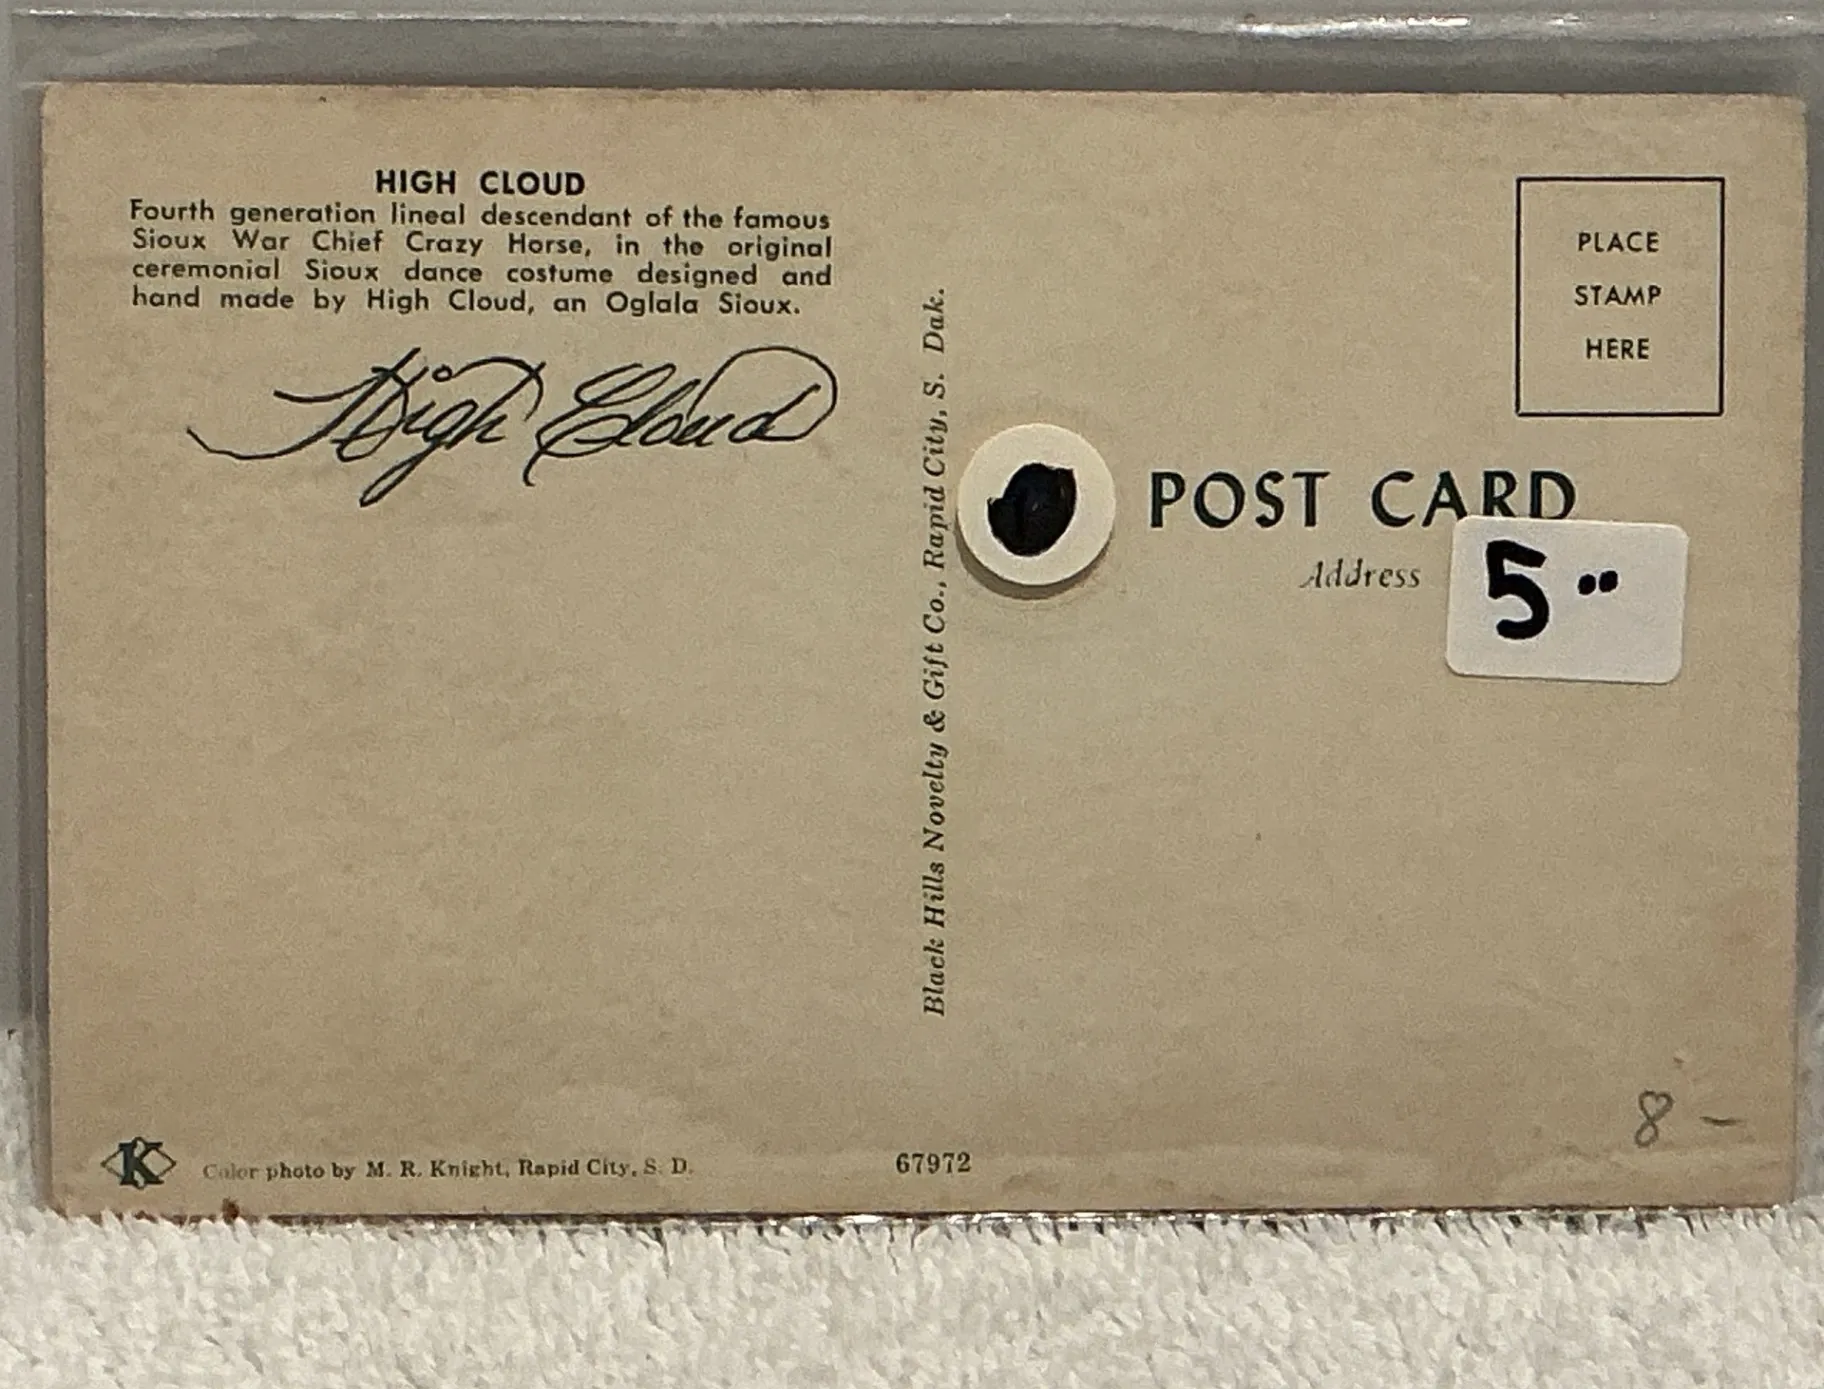 HIGH CLOUD
Fourth generation lineal descendant of the famous
Sioux War Chief Crazy Horse, in the original
ceremonial Sioux dance costume designed and
hand made by High Cloud, an Oglala Sioux.
High Cloud
Black Hills Novelty & Gift Co., Rapid City, S. Dak.
PLACE
STAMP
HERE
POST CARD
Address
5 ..
8 –
K
Color photo by M. R. Knight, Rapid City, S. D.
67972